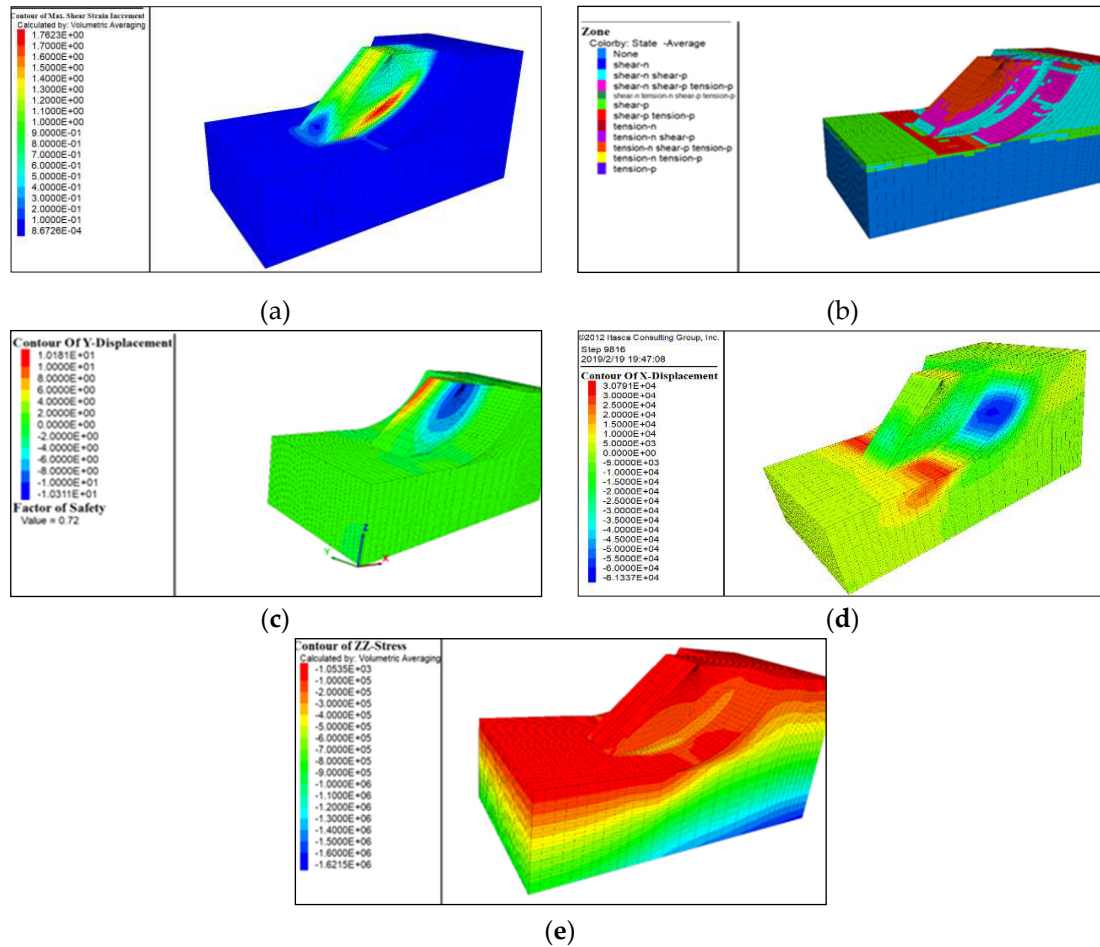 Contour of Max. Shear Strain Increment
Calculated by: Volumetric Averaging
1.7623E+00
1.7000E+00
1.6000E+00
1.5000E+00
1.4000E+00
1.3000E+00
1.2000E+00
1.1000E+00
1.0000E+00
9.0000E-01
8.0000E-01
7.0000E-01
6.0000E-01
5.0000E-01
4.0000E-01
3.0000E-01
2.0000E-01
1.0000E-01
8.6726E-04
(a)
Zone
Colorby: State -Average
None
shear-n
shear-n shear-p
shear-n shear-p tension-p
shear-n tension-n shear-p tension-p
shear-p
shear-p tension-p
tension-n
tension-n shear-p
tension-n shear-p tension-p
tension-n tension-p
tension-p
(b)
Contour Of Y-Displacement
1.0181E+01
1.0000E+01
8.0000E+00
6.0000E+00
4.0000E+00
2.0000E+00
0.0000E+00
-2.0000E+00
-4.0000E+00
-6.0000E+00
-8.0000E+00
-1.0000E+01
-1.0311E+01
Factor of Safety
Value = 0.72
Z
Y
X
(c)
©2012 Itasca Consulting Group, Inc.
Step 9816
2019/2/19 19:47:08
Contour Of X-Displacement
3.0791E+04
3.0000E+04
2.5000E+04
2.0000E+04
1.5000E+04
1.0000E+04
5.0000E+03
0.0000E+00
-5.0000E+03
-1.0000E+04
-1.5000E+04
-2.0000E+04
-2.5000E+04
-3.0000E+04
-3.5000E+04
-4.0000E+04
-4.5000E+04
-5.0000E+04
-5.5000E+04
-6.0000E+04
-6.1337E+04
(d)
Contour of ZZ-Stress
Calculated by: Volumetric Averaging
-1.0535E+03
-1.0000E+05
-2.0000E+05
-3.0000E+05
-4.0000E+05
-5.0000E+05
-6.0000E+05
-7.0000E+05
-8.0000E+05
-9.0000E+05
-1.0000E+06
-1.1000E+06
-1.2000E+06
-1.3000E+06
-1.4000E+06
-1.5000E+06
-1.6000E+06
-1.6215E+06
(e)